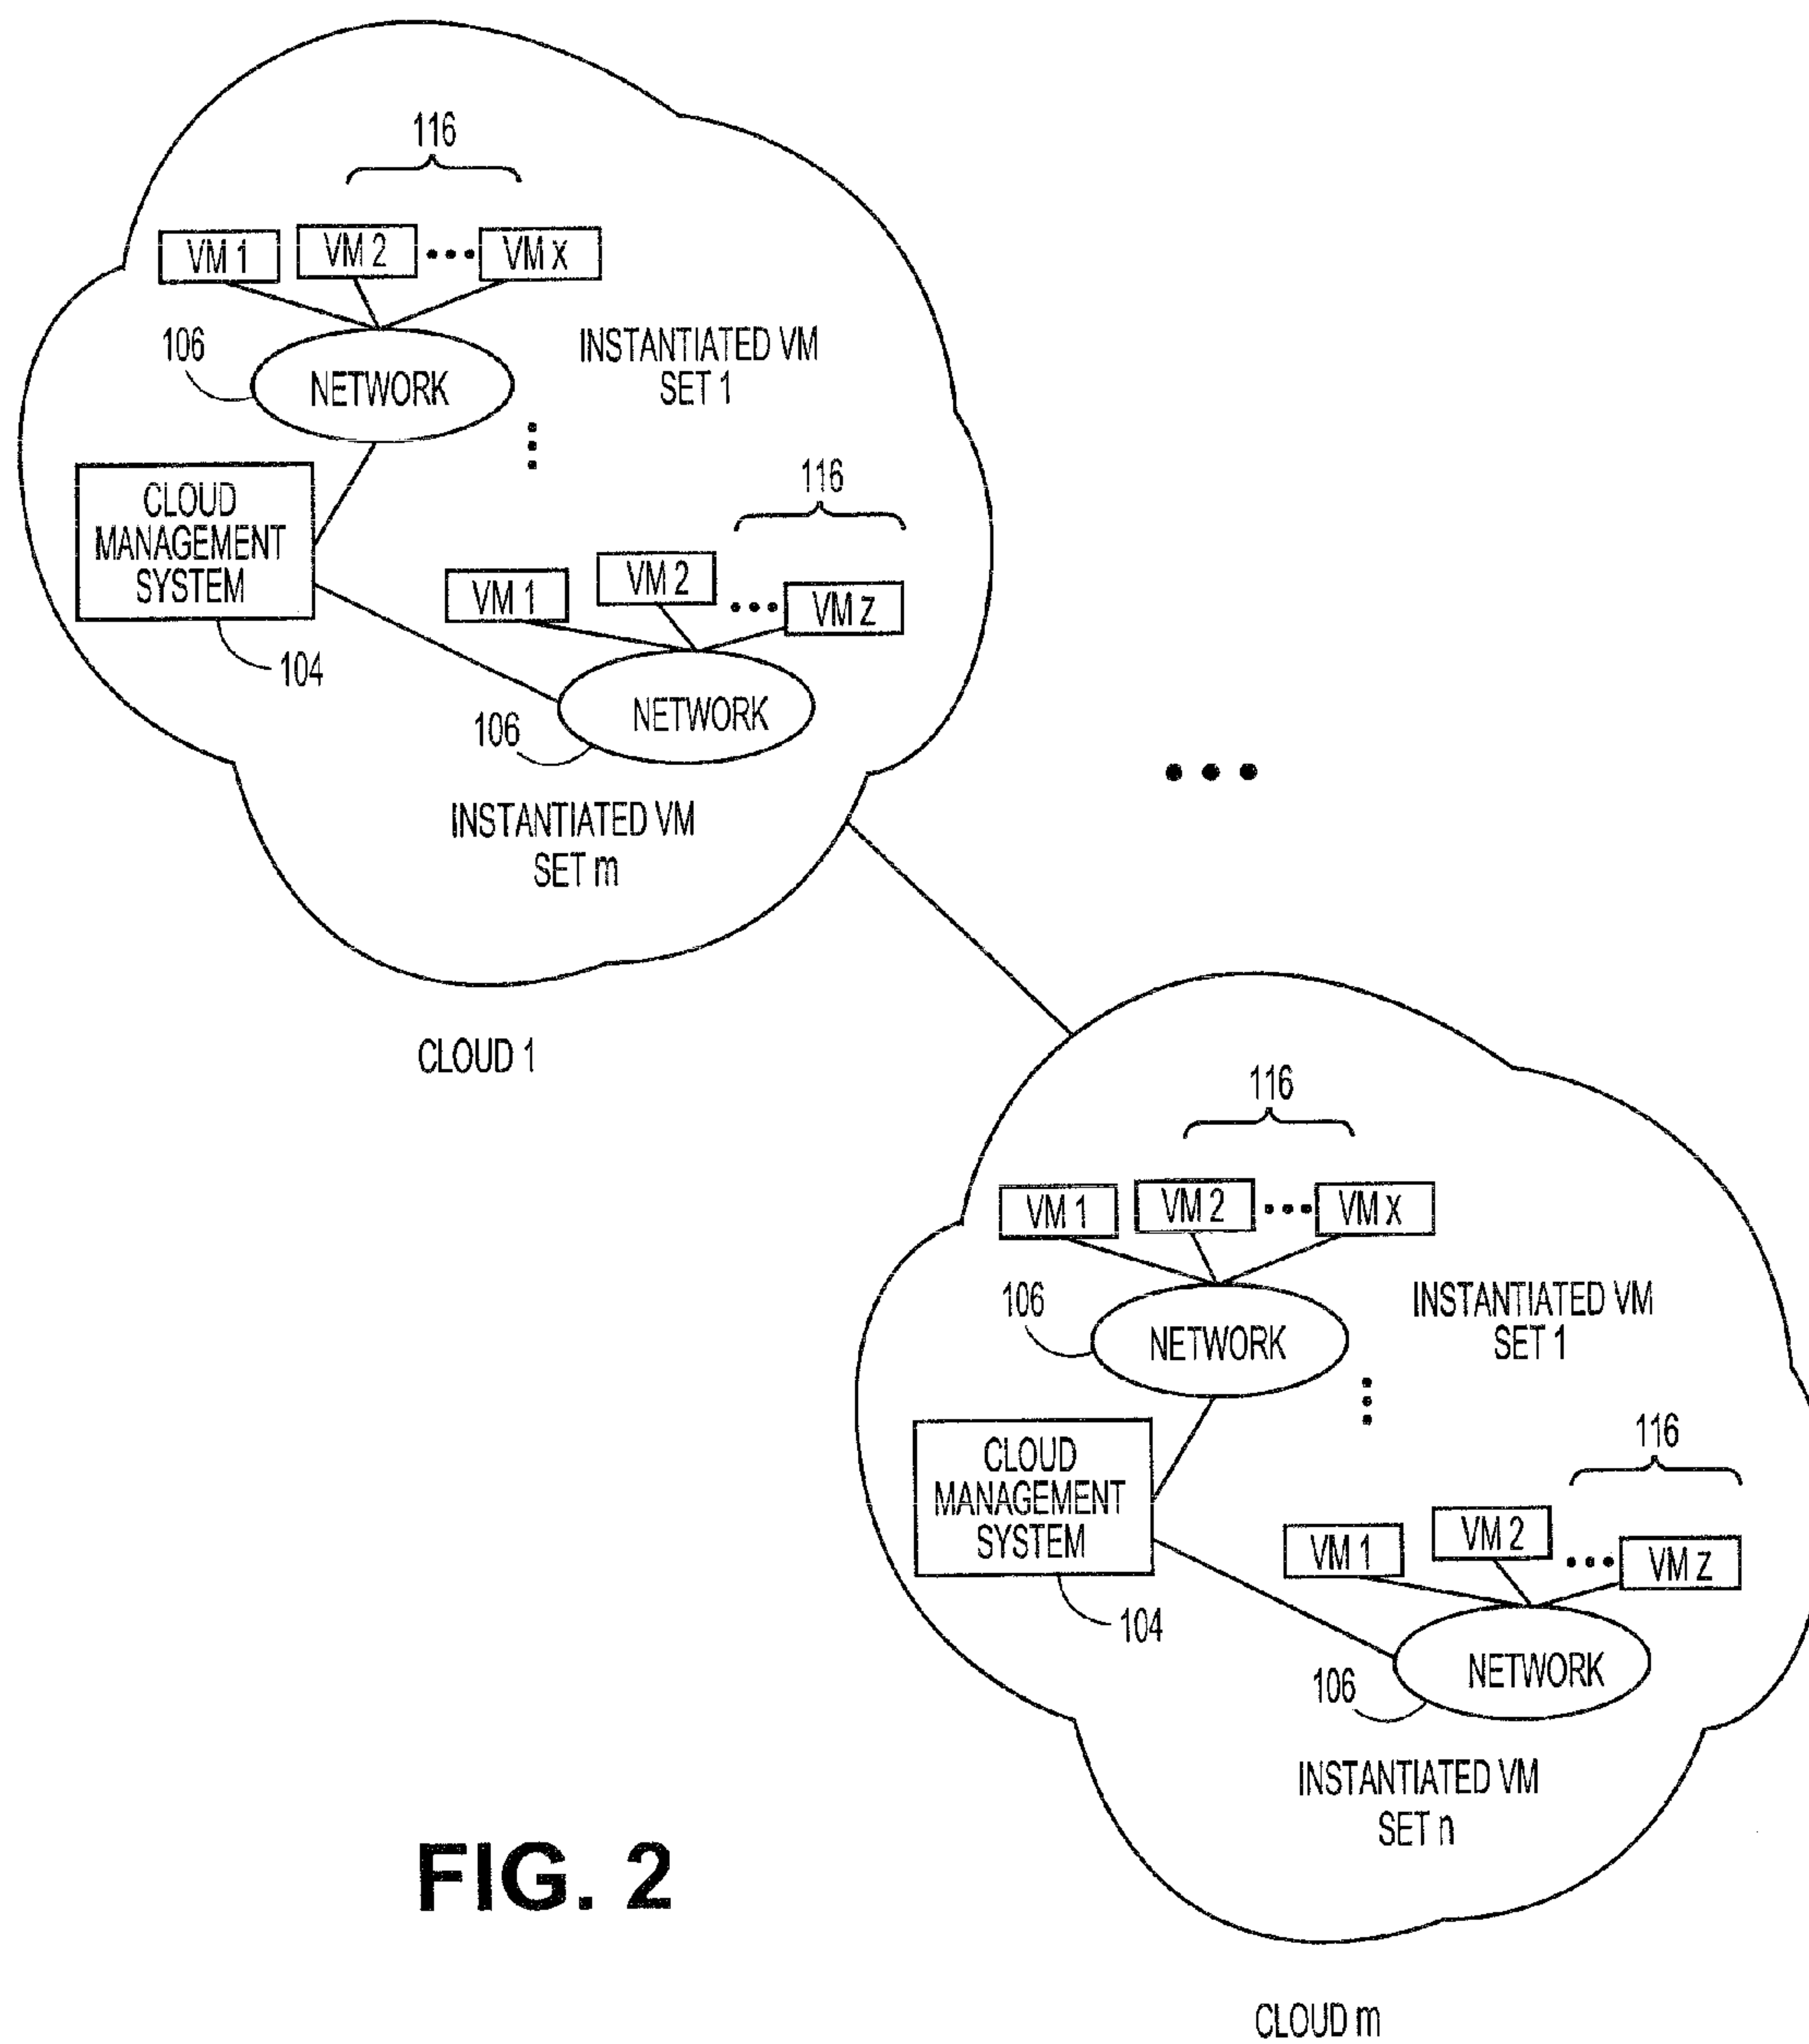 116
VM 1 VM 2 ••• VM X
106
NETWORK
INSTANTIATED VM
SET 1
CLOUD
MANAGEMENT
SYSTEM
104
116
VM 1 VM 2 ••• VM Z
106
NETWORK
INSTANTIATED VM
SET m
CLOUD 1
116
VM 1 VM 2 ••• VM X
106
NETWORK
INSTANTIATED VM
SET 1
CLOUD
MANAGEMENT
SYSTEM
104
116
VM 1 VM 2 ••• VM Z
106
NETWORK
INSTANTIATED VM
SET n
CLOUD m
FIG. 2